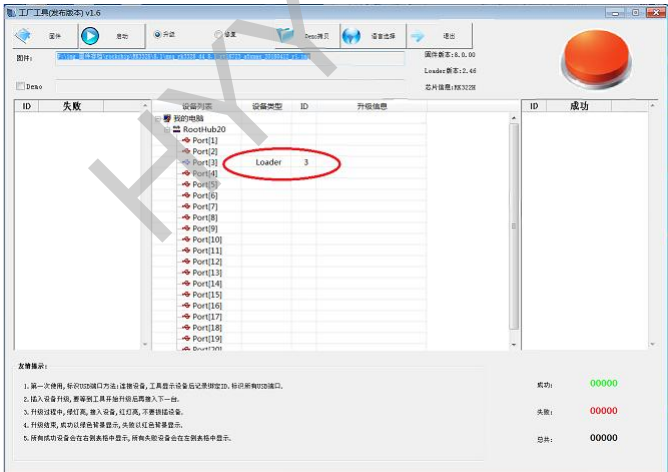 工厂工具(发布版本) v1.6
固件 启动 升级 修复 Demo拷贝 语言选择 退出
固件:
固件版本:8.0.00
Loader版本:2.46
Demo
芯片信息:RK322H
ID 失败
设备列表 设备类型 ID 升级信息
ID 成功
我的电脑
RootHub20
Port[1]
Port[2]
Port[3] Loader 3
Port[4]
Port[5]
Port[6]
Port[7]
Port[8]
Port[9]
Port[10]
Port[11]
Port[12]
Port[13]
Port[14]
Port[15]
Port[16]
Port[17]
Port[18]
Port[19]
Port[20]
友情提示:
1.第一次使用,标识USB端口方法:连接设备,工具显示设备后记录绑定ID.标识所有USB端口.
2.插入设备升级,要等到工具开始升级后再接入下一台.
3.升级过程中,绿灯亮,接入设备,红灯亮,不要拔插设备.
4.升级结束,成功以绿色背景显示,失败以红色背景显示.
5.所有成功设备会在右侧表格中显示,所有失败设备会在左侧表格中显示.
成功: 00000
失败: 00000
总共: 00000
HYY